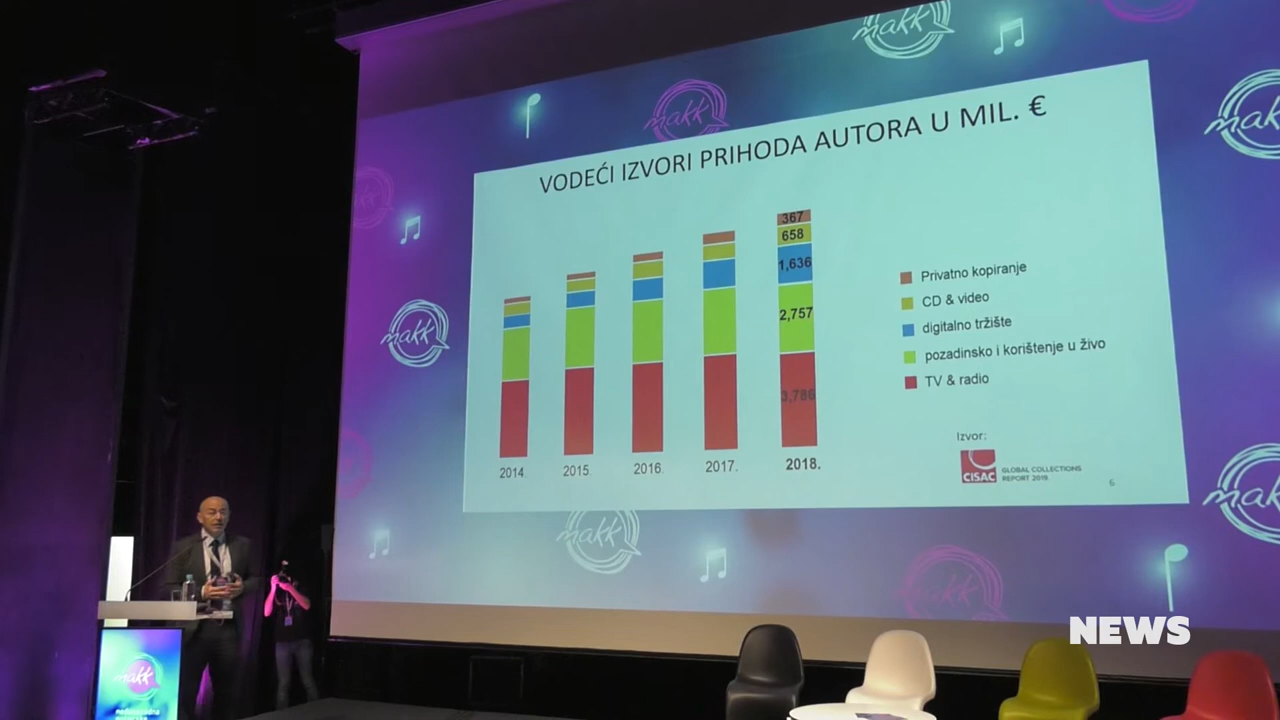 makk
makk
makk
VODEĆI IZVORI PRIHODA AUTORA U MIL. €
367
658
1,636
2,757
3,786
2014.
2015.
2016.
2017.
2018.
Privatno kopiranje
CD & video
digitalno tržište
pozadinsko i korištenje u živo
TV & radio
Izvor:
CISAC
GLOBAL COLLECTIONS
REPORT 2019
6
makk
makk
makk
makk
NEWS
makk